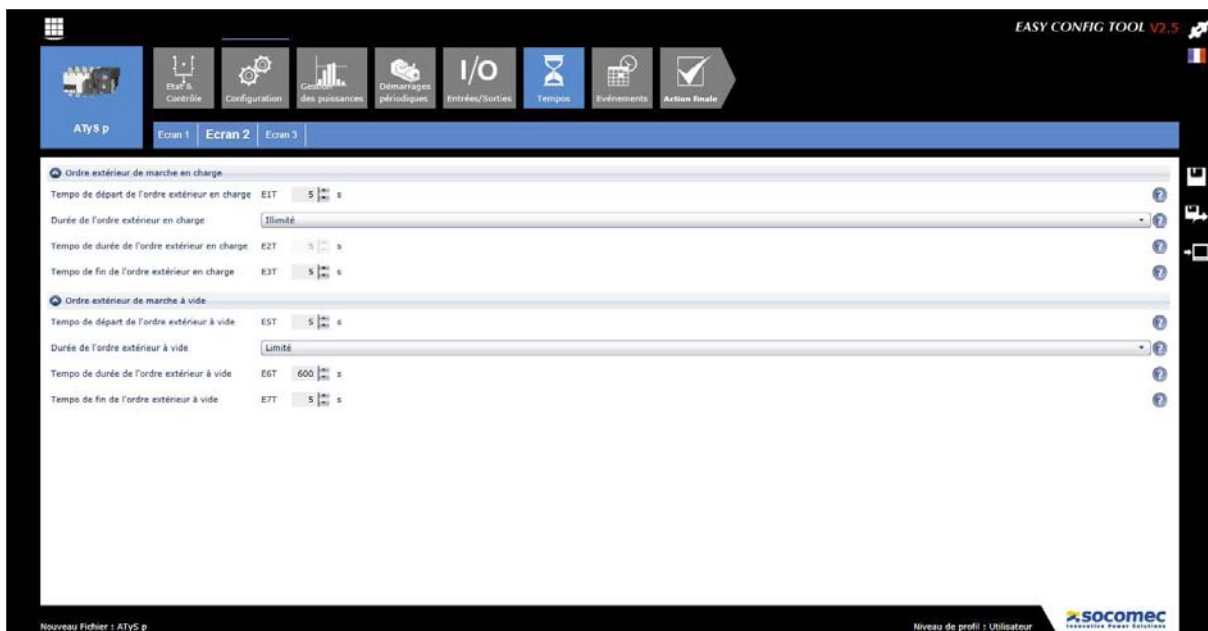 EASY CONFIG TOOL V2.5
ATyS p
Etat &
Contrôle
Configuration
Gestion
des puissances
Démarrages
périodiques
I/O
Entrées/Sorties
Tempos
Evénements
Action Finale
Ecran 1
Ecran 2
Ecran 3
Ordre extérieur de marche en charge
Tempo de départ de l'ordre extérieur en charge E1T 5 s
Durée de l'ordre extérieur en charge Illimité
Tempo de durée de l'ordre extérieur en charge E2T 5 s
Tempo de fin de l'ordre extérieur en charge E3T 5 s
Ordre extérieur de marche à vide
Tempo de départ de l'ordre extérieur à vide E5T 5 s
Durée de l'ordre extérieur à vide Limité
Tempo de durée de l'ordre extérieur à vide E6T 600 s
Tempo de fin de l'ordre extérieur à vide E7T 5 s
Nouveau Fichier : ATyS p
Niveau de profil : Utilisateur
socomec
Innovative Power Solutions